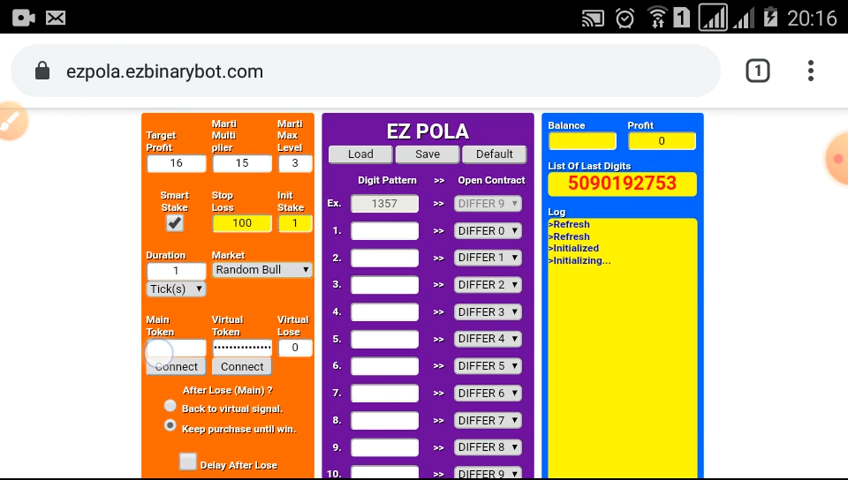 1
20:16
ezpola.ezbinarybot.com
1
Target Profit
Marti Multi plier
Marti Max Level
16
15
3
Smart Stake
Stop Loss
Init Stake
100
1
Duration
Market
1
Random Bull
Tick(s)
Main Token
Virtual Token
Virtual Lose
••••••••••••••
0
Connect
Connect
After Lose (Main) ?
Back to virtual signal.
Keep purchase until win.
Delay After Lose
EZ POLA
Load
Save
Default
Digit Pattern >> Open Contract
Ex. 1357 >> DIFFER 9
1. >> DIFFER 0
2. >> DIFFER 1
3. >> DIFFER 2
4. >> DIFFER 3
5. >> DIFFER 4
6. >> DIFFER 5
7. >> DIFFER 6
8. >> DIFFER 7
9. >> DIFFER 8
10. >> DIFFER 9
Balance
Profit
0
List Of Last Digits
5090192753
Log
>Refresh
>Refresh
>Initialized
>Initializing...